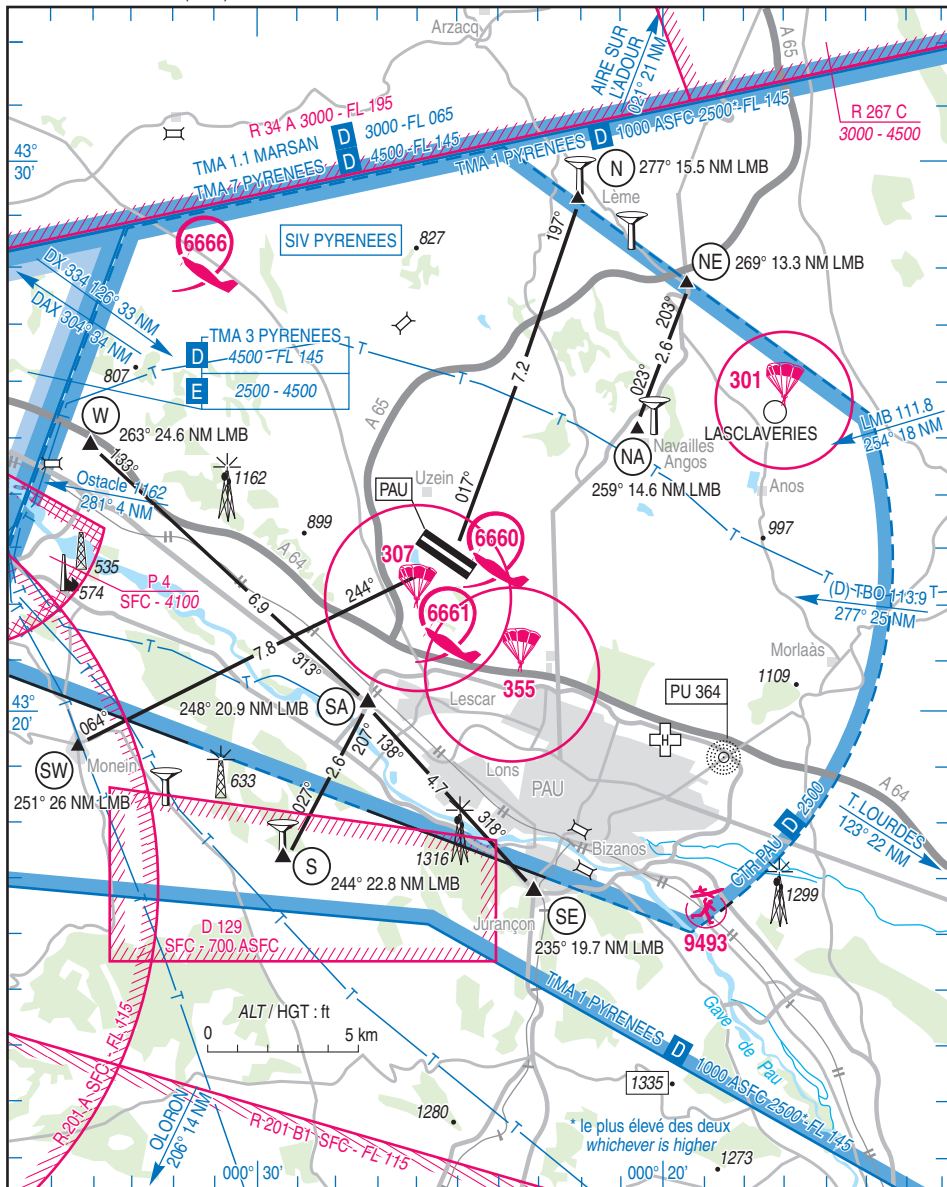 Arzacq
A 65
AIRE SUR
L'ADOUR
021° 21 NM
R 267 C
3000 - 4500
R 34 A 3000 - FL 195
TMA 1.1 MARSAN D 3000 -FL 065
TMA 7 PYRENEES D 4500 -FL 145
TMA 1 PYRENEES D 1000 ASFC 2500*-FL 145
43°
30'
N
277° 15.5 NM LMB
Lème
197°
6666
SIV PYRENEES
827
NE
269° 13.3 NM LMB
DX 334 126° 33 NM
DAX 304° 34 NM
TMA 3 PYRENEES
D 4500 -FL 145
E 2500 - 4500
T
T
T
203°
2.6
023°
7.2
301
LASCLAVERIES
807
W
263° 24.6 NM LMB
133°
A 65
LMB 111.8
254° 18 NM
NA
Navailles
Angos
259° 14.6 NM LMB
Ostacle 1162
281° 4 NM
1162
PAU
Uzein
017°
Anos
T
899
997
A 64
307
6660
535
574
P 4
SFC - 4100
244°
6661
T (D) TBO 113.9 T
277° 25 NM
6.9
7.8
T
T
313°
355
Morlaàs
1109
Lescar
PU 364
43°
20'
248° 20.9 NM LMB
SA
064°
207°
138°
SW
Monein
251° 26 NM LMB
633
2.6
027°
4.7
318°
Lons
PAU
A 64
T. LOURDES
123° 22 NM
CTR PAU D 2500
S
244° 22.8 NM LMB
1316
Bizanos
1299
Jurançon
SE
235° 19.7 NM LMB
9493
D 129
SFC - 700 ASFC
T
T
TMA 1 PYRENEES D 1000 ASFC 2500*-FL 145
ALT / HGT : ft
0 5 km
Gave de Pau
R 201 A SFC - FL 115
T
T
1335
OLORON
206° 14 NM
R 201 B1 SFC - FL 115
1280
* le plus élevé des deux
whichever is higher
T
1273
000° 30'
000° 20'